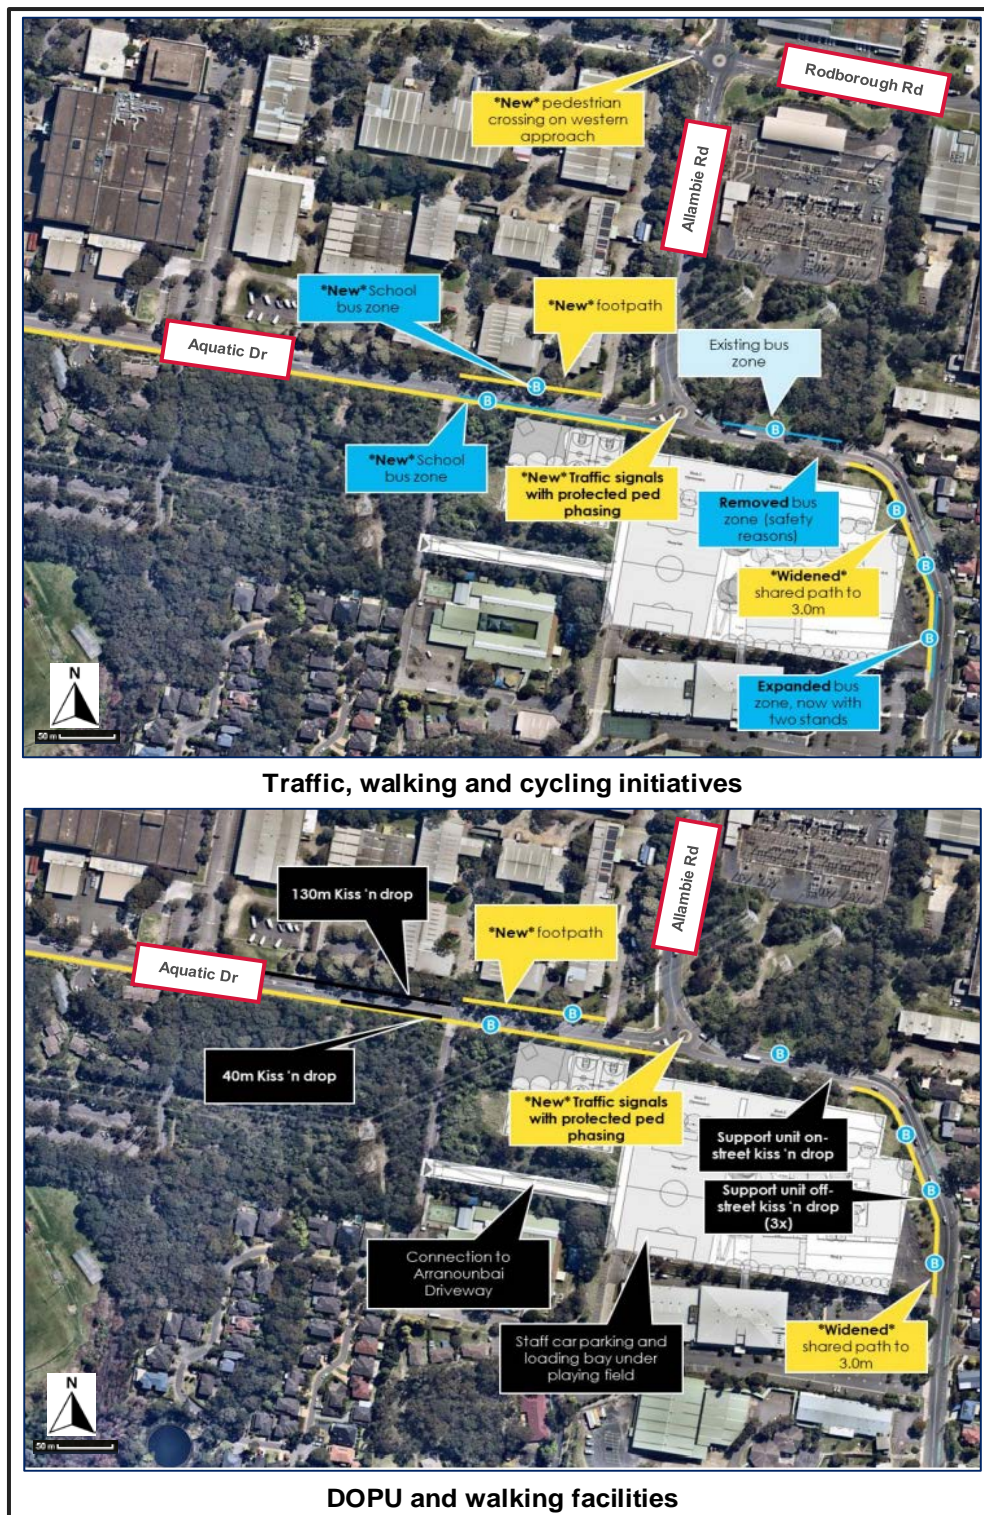 Rodborough Rd
*New* pedestrian
crossing on western
approach
Allambie Rd
*New* School
bus zone
*New* footpath
Existing bus
zone
Aquatic Dr
B
B
B
*New* School
bus zone
*New* Traffic signals
with protected ped
phasing
Removed bus
zone (safety
reasons)
B
*Widened*
shared path to
3.0m
B
B
Expanded bus
zone, now with
two stands
N
50 m
Traffic, walking and cycling initiatives
Allambie Rd
130m Kiss 'n drop
*New* footpath
Aquatic Dr
B
B
B
40m Kiss 'n drop
*New* Traffic signals
with protected ped
phasing
Support unit on-
street kiss 'n drop
B
Support unit off-
street kiss 'n drop
(3x)
B
B
Connection to
Arranounbai
Driveway
Staff car parking and
loading bay under
playing field
*Widened*
shared path to
3.0m
N
50 m
DOPU and walking facilities